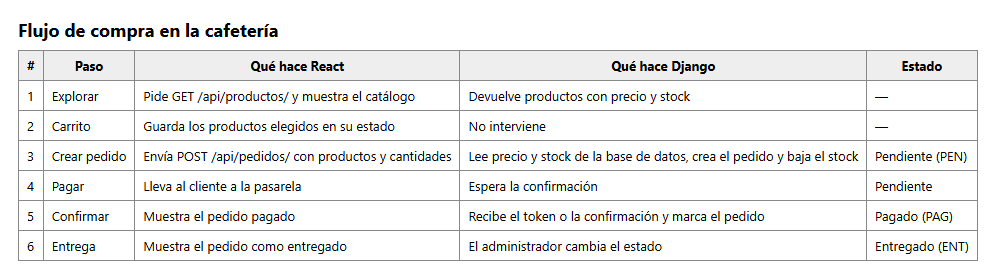 Flujo de compra en la cafetería
# Paso Qué hace React Qué hace Django Estado
1 Explorar Pide GET /api/productos/ y muestra el catálogo Devuelve productos con precio y stock —
2 Carrito Guarda los productos elegidos en su estado No interviene —
3 Crear pedido Envía POST /api/pedidos/ con productos y cantidades Lee precio y stock de la base de datos, crea el pedido y baja el stock Pendiente (PEN)
4 Pagar Lleva al cliente a la pasarela Espera la confirmación Pendiente
5 Confirmar Muestra el pedido pagado Recibe el token o la confirmación y marca el pedido Pagado (PAG)
6 Entrega Muestra el pedido como entregado El administrador cambia el estado Entregado (ENT)